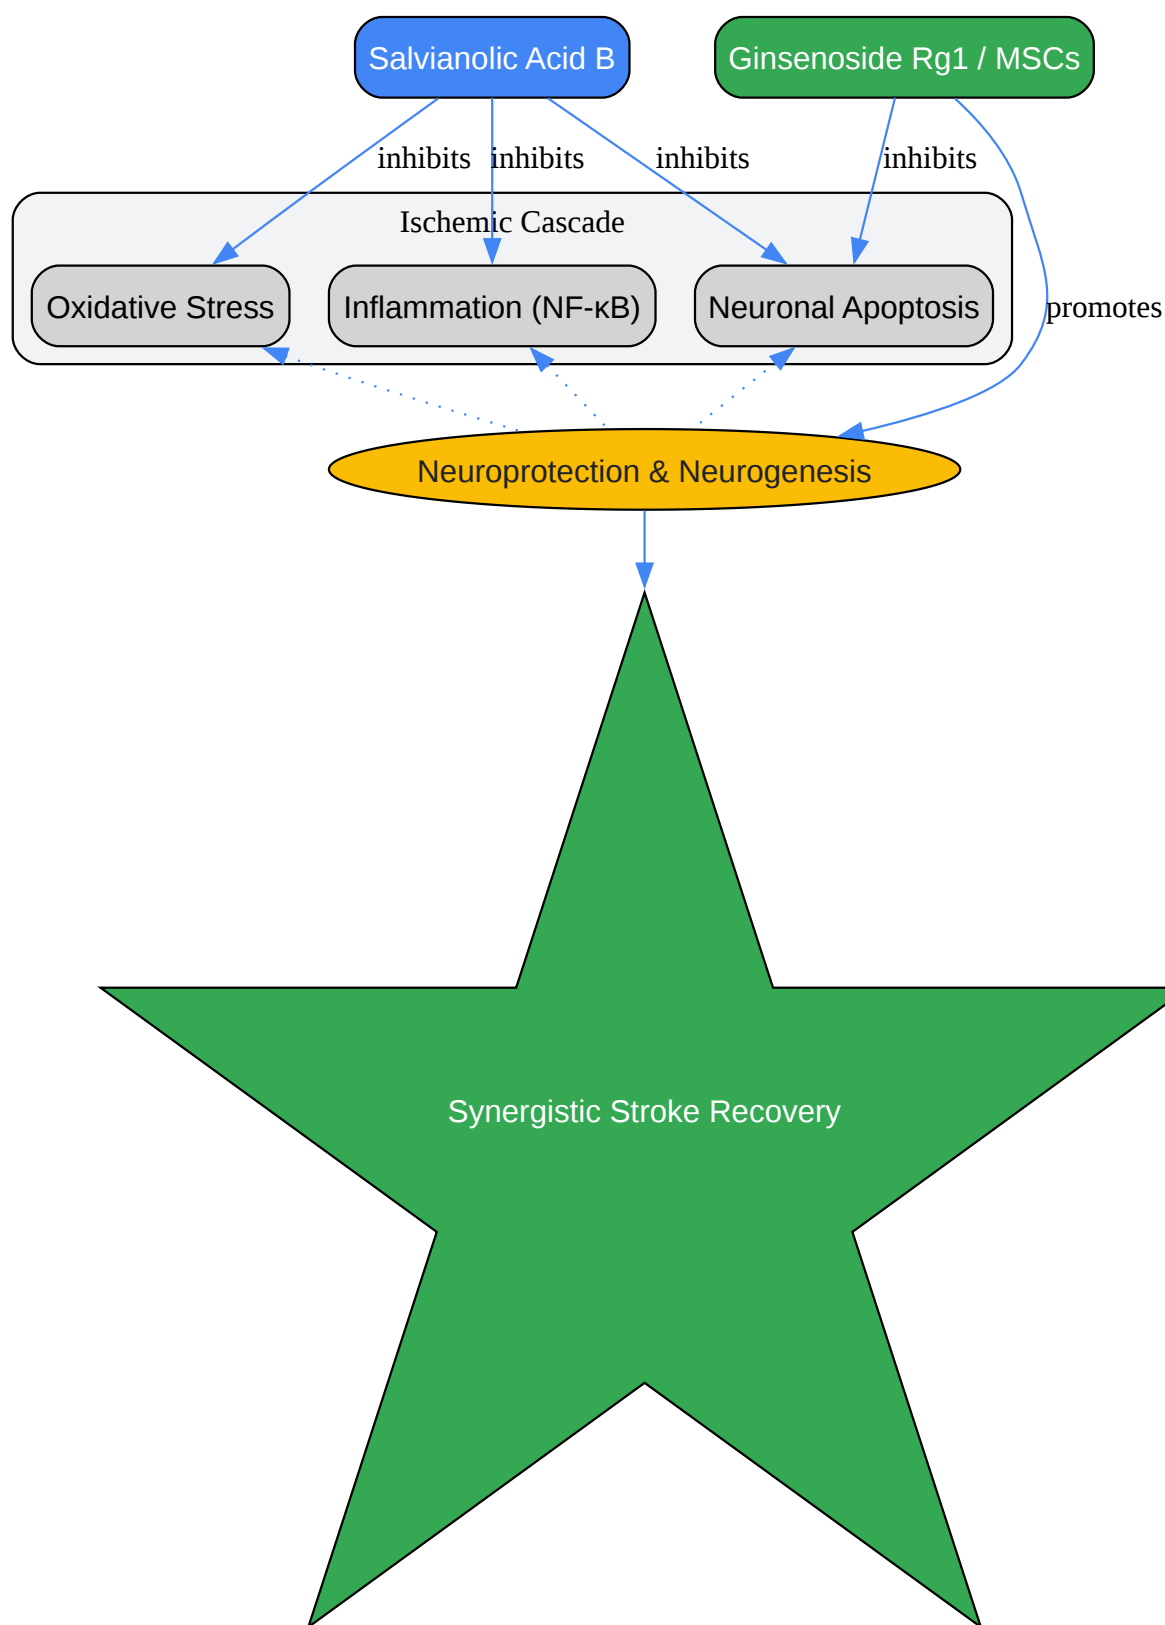 Salvianolic Acid B
Ginsenoside Rg1 / MSCs
inhibits
inhibits
inhibits
inhibits
Ischemic Cascade
Oxidative Stress
Inflammation (NF-κB)
Neuronal Apoptosis
promotes
Neuroprotection & Neurogenesis
Synergistic Stroke Recovery